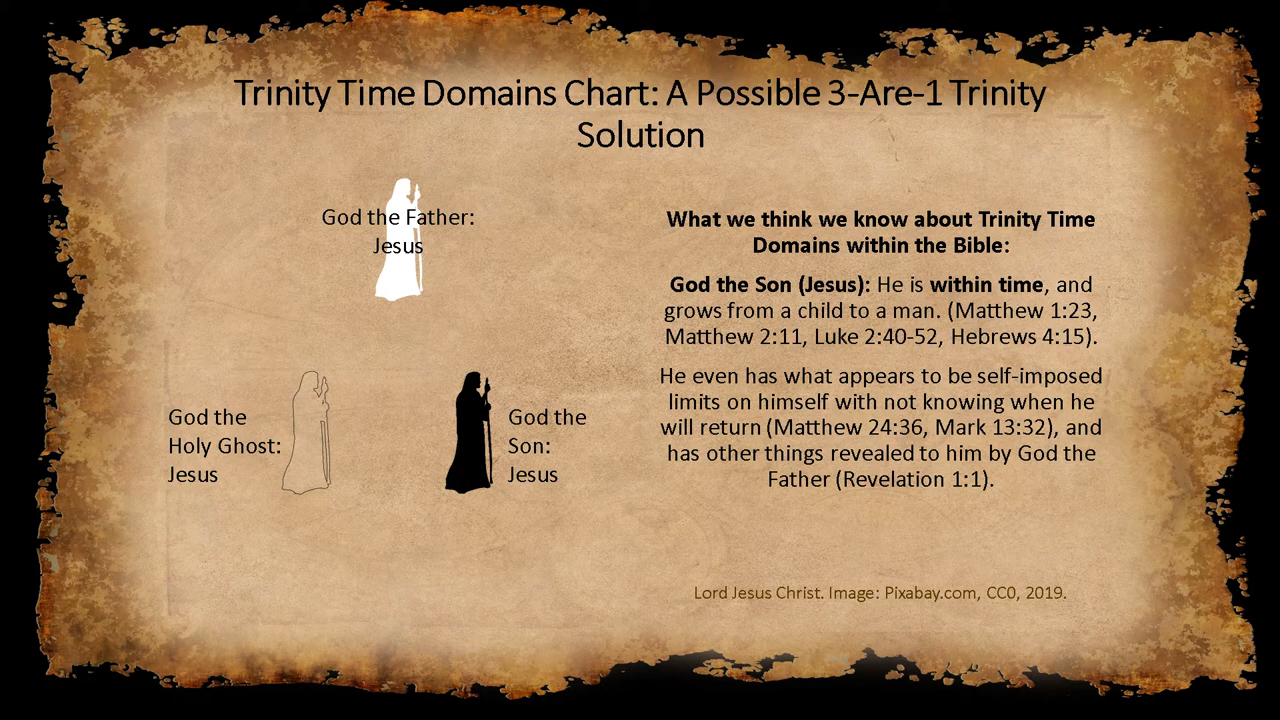 Trinity Time Domains Chart: A Possible 3-Are-1 Trinity
Solution
God the Father:
Jesus
God the
Holy Ghost:
Jesus
God the
Son:
Jesus
What we think we know about Trinity Time
Domains within the Bible:
God the Son (Jesus): He is within time, and
grows from a child to a man. (Matthew 1:23,
Matthew 2:11, Luke 2:40-52, Hebrews 4:15).
He even has what appears to be self-imposed
limits on himself with not knowing when he
will return (Matthew 24:36, Mark 13:32), and
has other things revealed to him by God the
Father (Revelation 1:1).
Lord Jesus Christ. Image: Pixabay.com, CC0, 2019.